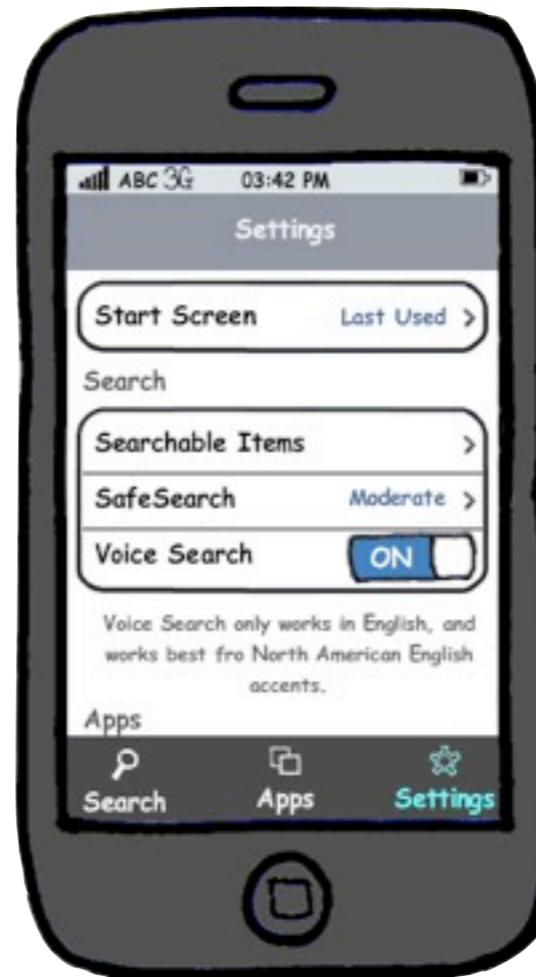 ABC 3G 03:42 PM
Settings
Start Screen Last Used
Search
Searchable Items
SafeSearch Moderate
Voice Search ON
Voice Search only works in English, and
works best fro North American English
accents.
Apps
Search Apps Settings